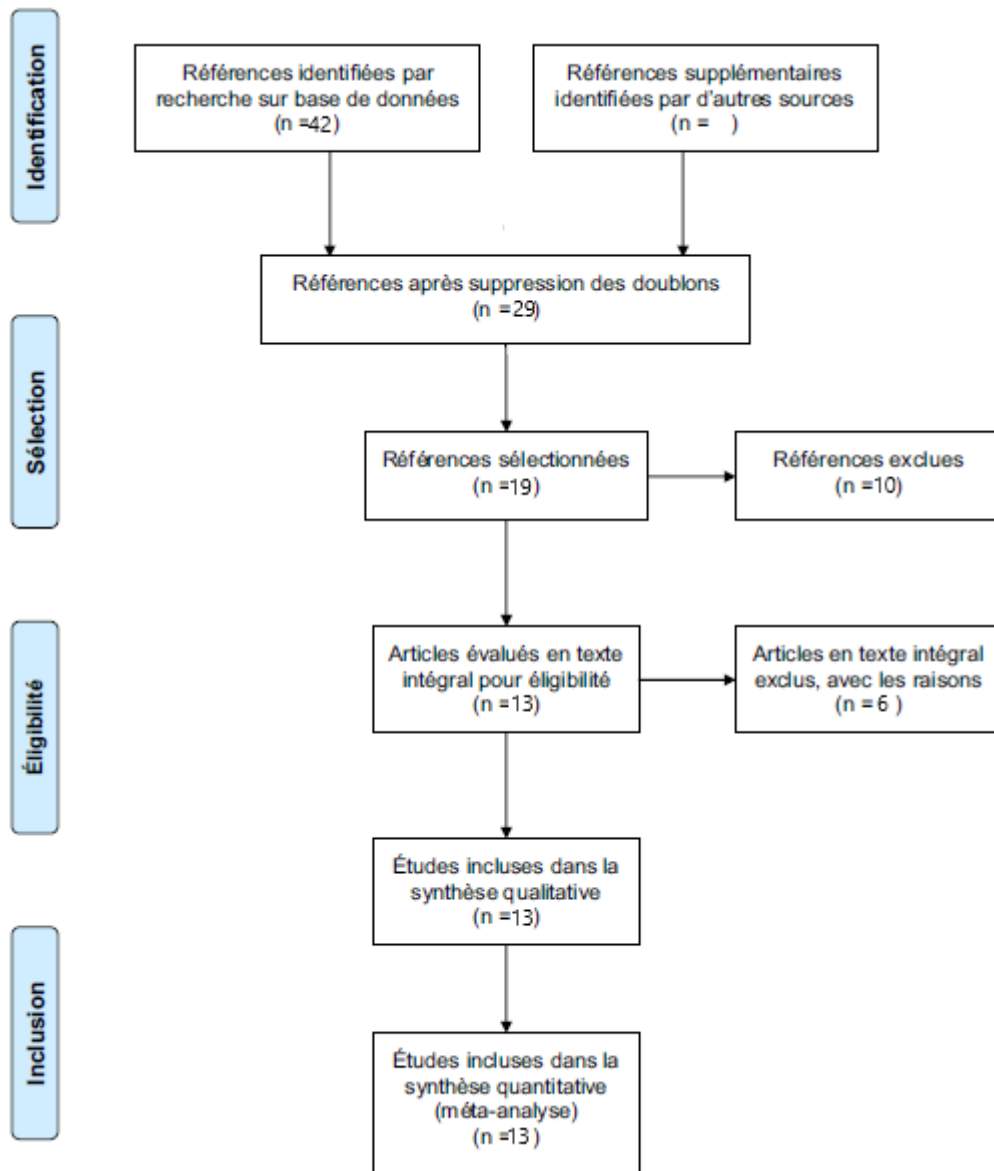 Identification
Références identifiées par
recherche sur base de données
(n =42)
Références supplémentaires
identifiées par d'autres sources
(n = )
Références après suppression des doublons
(n =29)
Sélection
Références sélectionnées
(n =19)
Références exclues
(n =10)
Éligibilité
Articles évalués en texte
intégral pour éligibilité
(n =13)
Articles en texte intégral
exclus, avec les raisons
(n =6 )
Études incluses dans la
synthèse qualitative
(n =13)
Inclusion
Études incluses dans la
synthèse quantitative
(méta-analyse)
(n =13 )